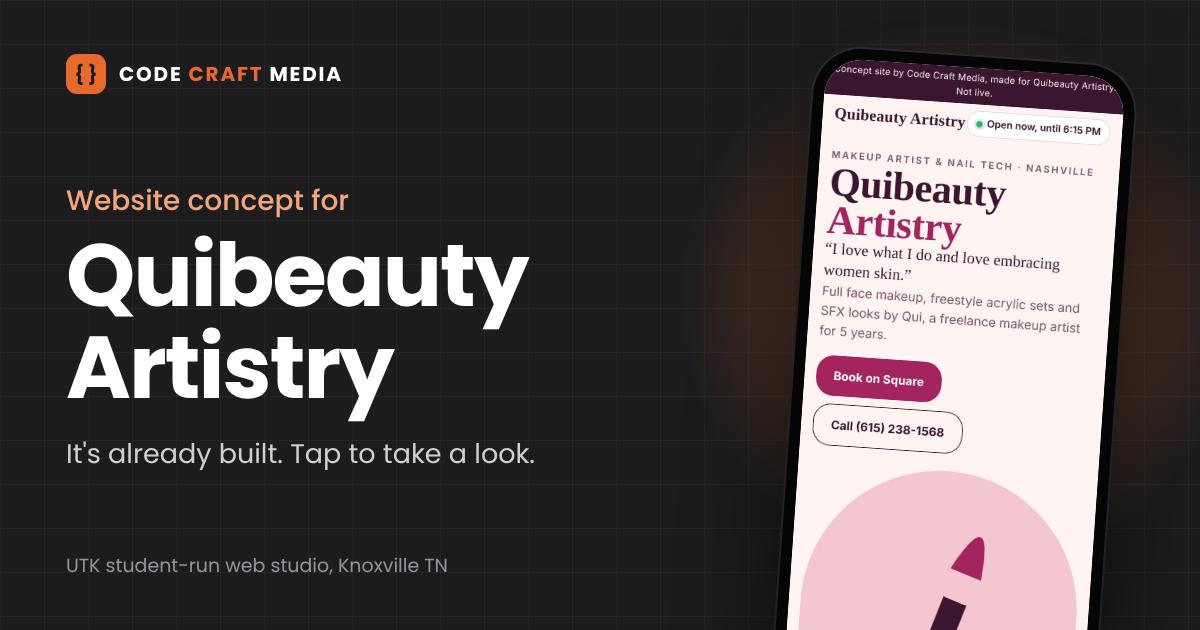 { }
CODE CRAFT MEDIA
Website concept for
Quibeauty
Artistry
It's already built. Tap to take a look.
UTK student-run web studio, Knoxville TN
Concept site by Code Craft Media, made for Quibeauty Artistry.
Not live.
Quibeauty Artistry
Open now, until 6:15 PM
MAKEUP ARTIST & NAIL TECH · NASHVILLE
Quibeauty
Artistry
“I love what I do and love embracing
women skin.”
Full face makeup, freestyle acrylic sets and
SFX looks by Qui, a freelance makeup artist
for 5 years.
Book on Square
Call (615) 238-1568